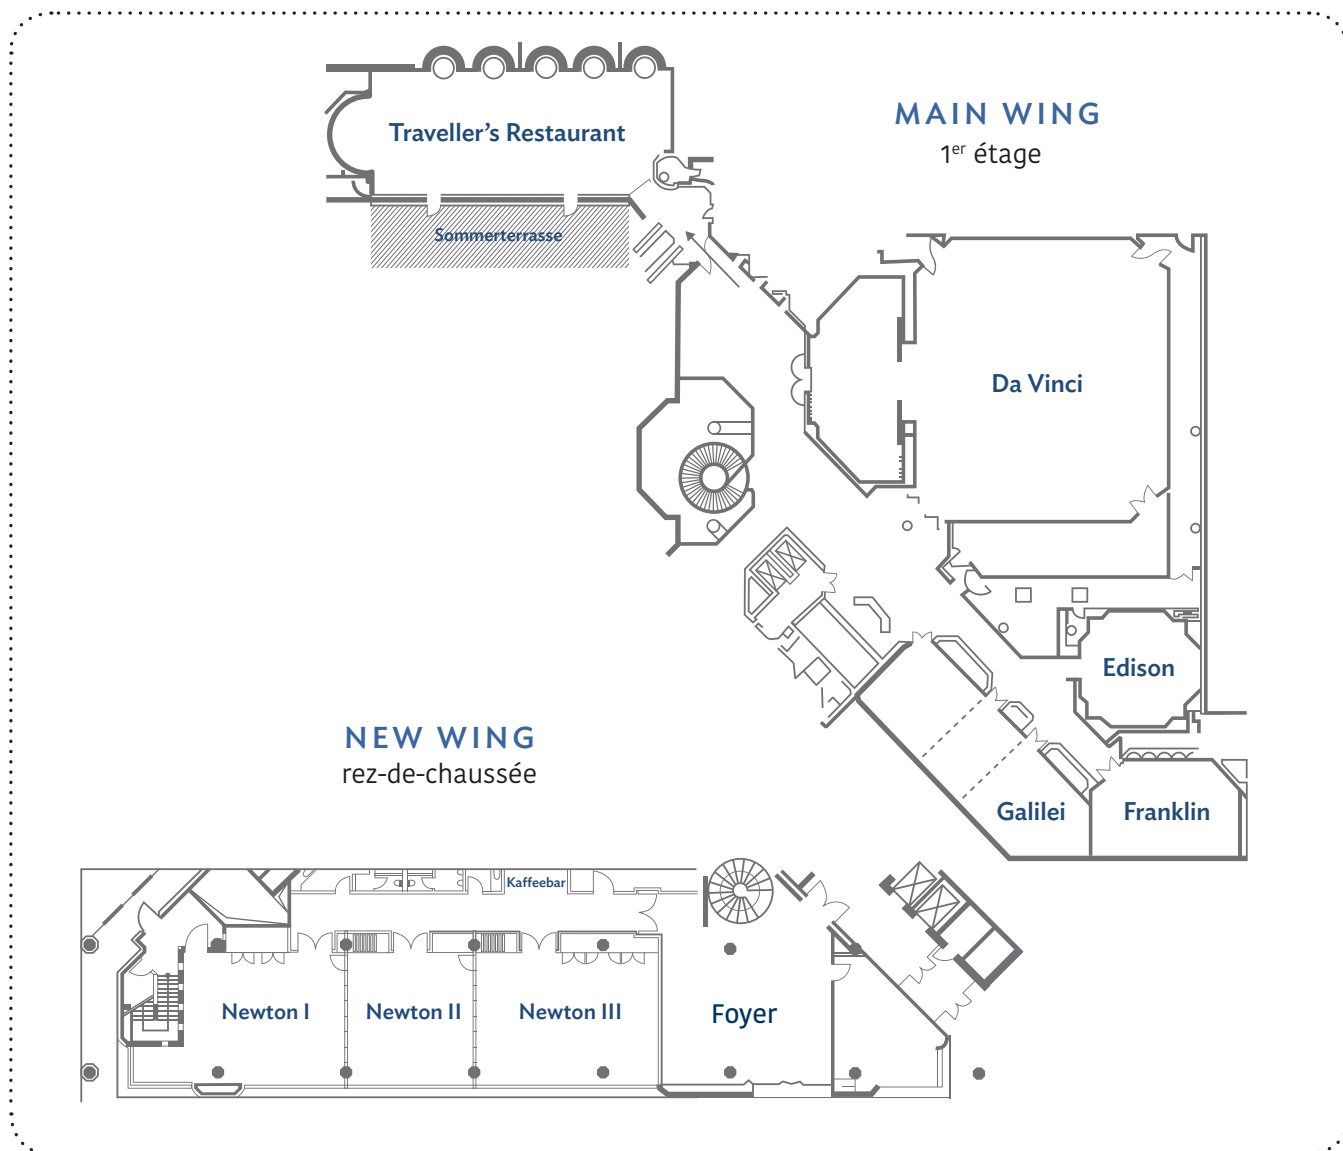 Traveller's Restaurant
Sommerterrasse
MAIN WING
1er étage
Da Vinci
Edison
Galilei
Franklin
NEW WING
rez-de-chaussée
Kaffeebar
Newton I
Newton II
Newton III
Foyer